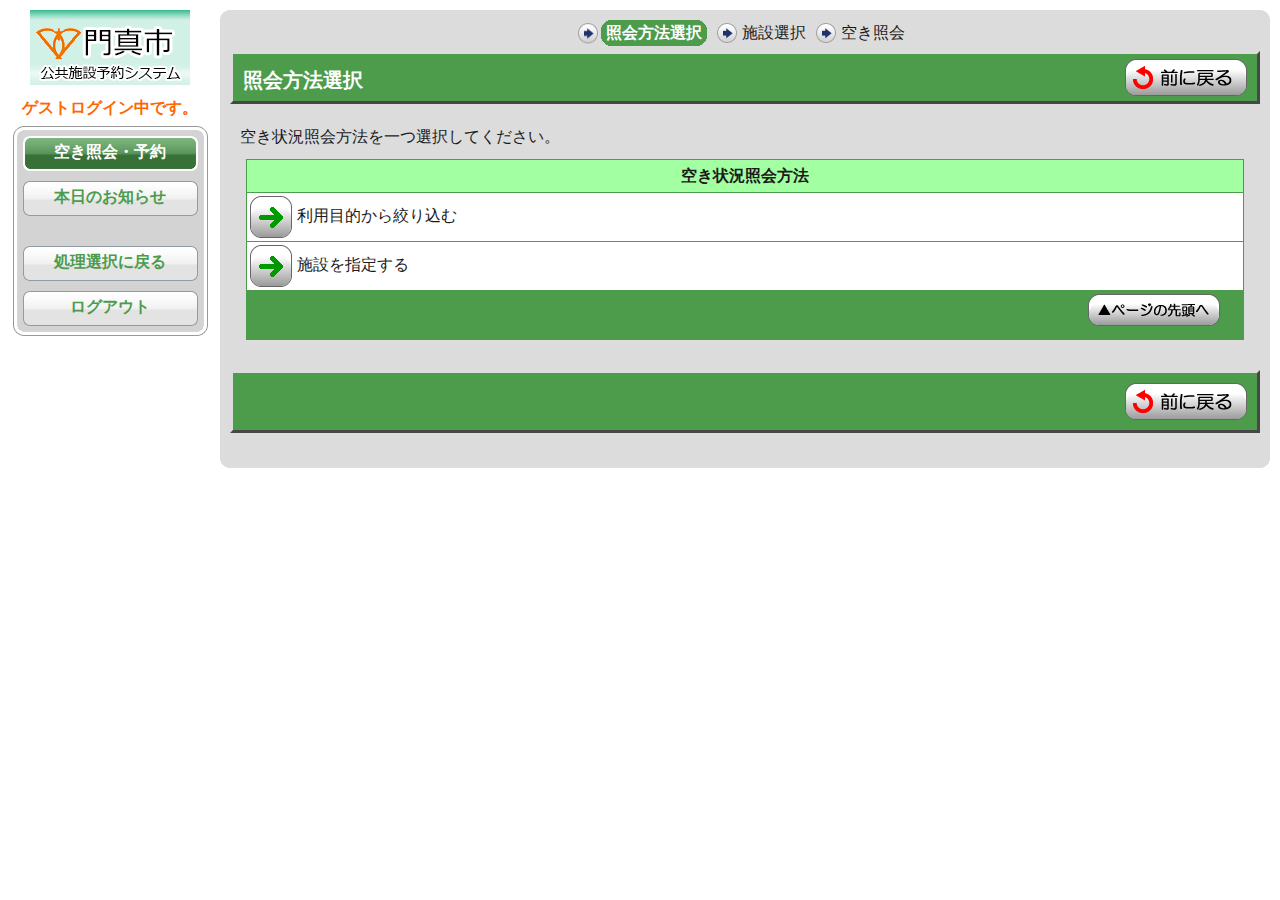 門真市
公共施設予約システム
ゲストログイン中です。
空き照会・予約
本日のお知らせ
処理選択に戻る
ログアウト
照会方法選択 施設選択 空き照会
照会方法選択
前に戻る
空き状況照会方法を一つ選択してください。
空き状況照会方法
利用目的から絞り込む
施設を指定する
▲ページの先頭へ
前に戻る